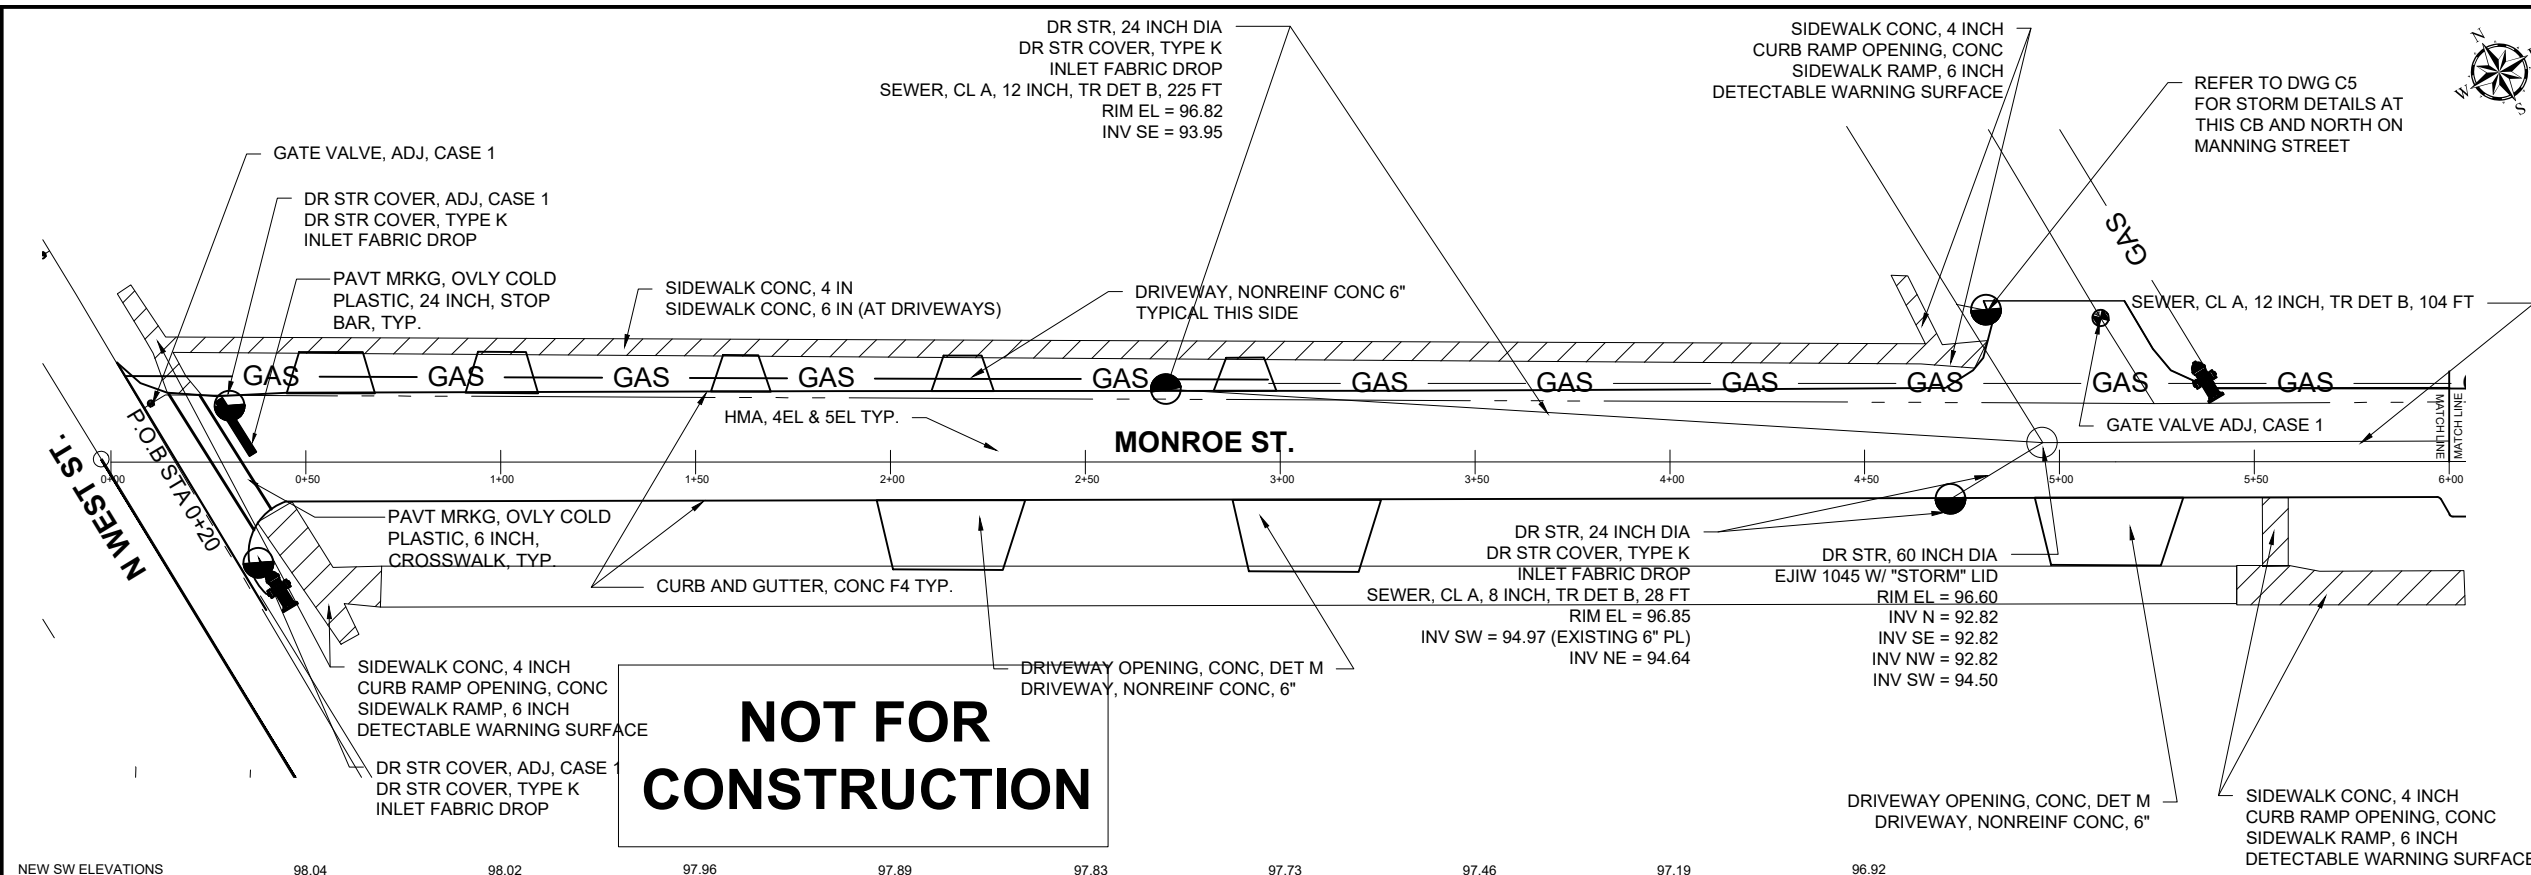 DR STR, 24 INCH DIA
DR STR COVER, TYPE K
INLET FABRIC DROP
SEWER, CL A, 12 INCH, TR DET B, 225 FT
RIM EL = 96.82
INV SE = 93.95
SIDEWALK CONC, 4 INCH
CURB RAMP OPENING, CONC
SIDEWALK RAMP, 6 INCH
DETECTABLE WARNING SURFACE
REFER TO DWG C5
FOR STORM DETAILS AT
THIS CB AND NORTH ON
MANNING STREET
N
W
S
GATE VALVE, ADJ, CASE 1
DR STR COVER, ADJ, CASE 1
DR STR COVER, TYPE K
INLET FABRIC DROP
PAVT MRKG, OVLY COLD
PLASTIC, 24 INCH, STOP
BAR, TYP.
SIDEWALK CONC, 4 IN
SIDEWALK CONC, 6 IN (AT DRIVEWAYS)
DRIVEWAY, NONREINF CONC 6"
TYPICAL THIS SIDE
GAS
SEWER, CL A, 12 INCH, TR DET B, 104 FT
GAS GAS GAS GAS GAS GAS GAS GAS GAS GAS GAS
HMA, 4EL & 5EL TYP.
MONROE ST.
GATE VALVE ADJ, CASE 1
MATCH LINE
MATCH LINE
N WEST ST.
P.O.B STA 0+20
0+00 0+50 1+00 1+50 2+00 2+50 3+00 3+50 4+00 4+50 5+00 5+50 6+00
PAVT MRKG, OVLY COLD
PLASTIC, 6 INCH,
CROSSWALK, TYP.
CURB AND GUTTER, CONC F4 TYP.
DR STR, 24 INCH DIA
DR STR COVER, TYPE K
INLET FABRIC DROP
SEWER, CL A, 8 INCH, TR DET B, 28 FT
RIM EL = 96.85
INV SW = 94.97 (EXISTING 6" PL)
INV NE = 94.64
DR STR, 60 INCH DIA
EJIW 1045 W/ "STORM" LID
RIM EL = 96.60
INV N = 92.82
INV SE = 92.82
INV NW = 92.82
INV SW = 94.50
SIDEWALK CONC, 4 INCH
CURB RAMP OPENING, CONC
SIDEWALK RAMP, 6 INCH
DETECTABLE WARNING SURFACE
DRIVEWAY OPENING, CONC, DET M
DRIVEWAY, NONREINF CONC, 6"
NOT FOR
CONSTRUCTION
DR STR COVER, ADJ, CASE 1
DR STR COVER, TYPE K
INLET FABRIC DROP
DRIVEWAY OPENING, CONC, DET M
DRIVEWAY, NONREINF CONC, 6"
SIDEWALK CONC, 4 INCH
CURB RAMP OPENING, CONC
SIDEWALK RAMP, 6 INCH
DETECTABLE WARNING SURFACE
NEW SW ELEVATIONS 98.04 98.02 97.96 97.89 97.83 97.73 97.46 97.19 96.92